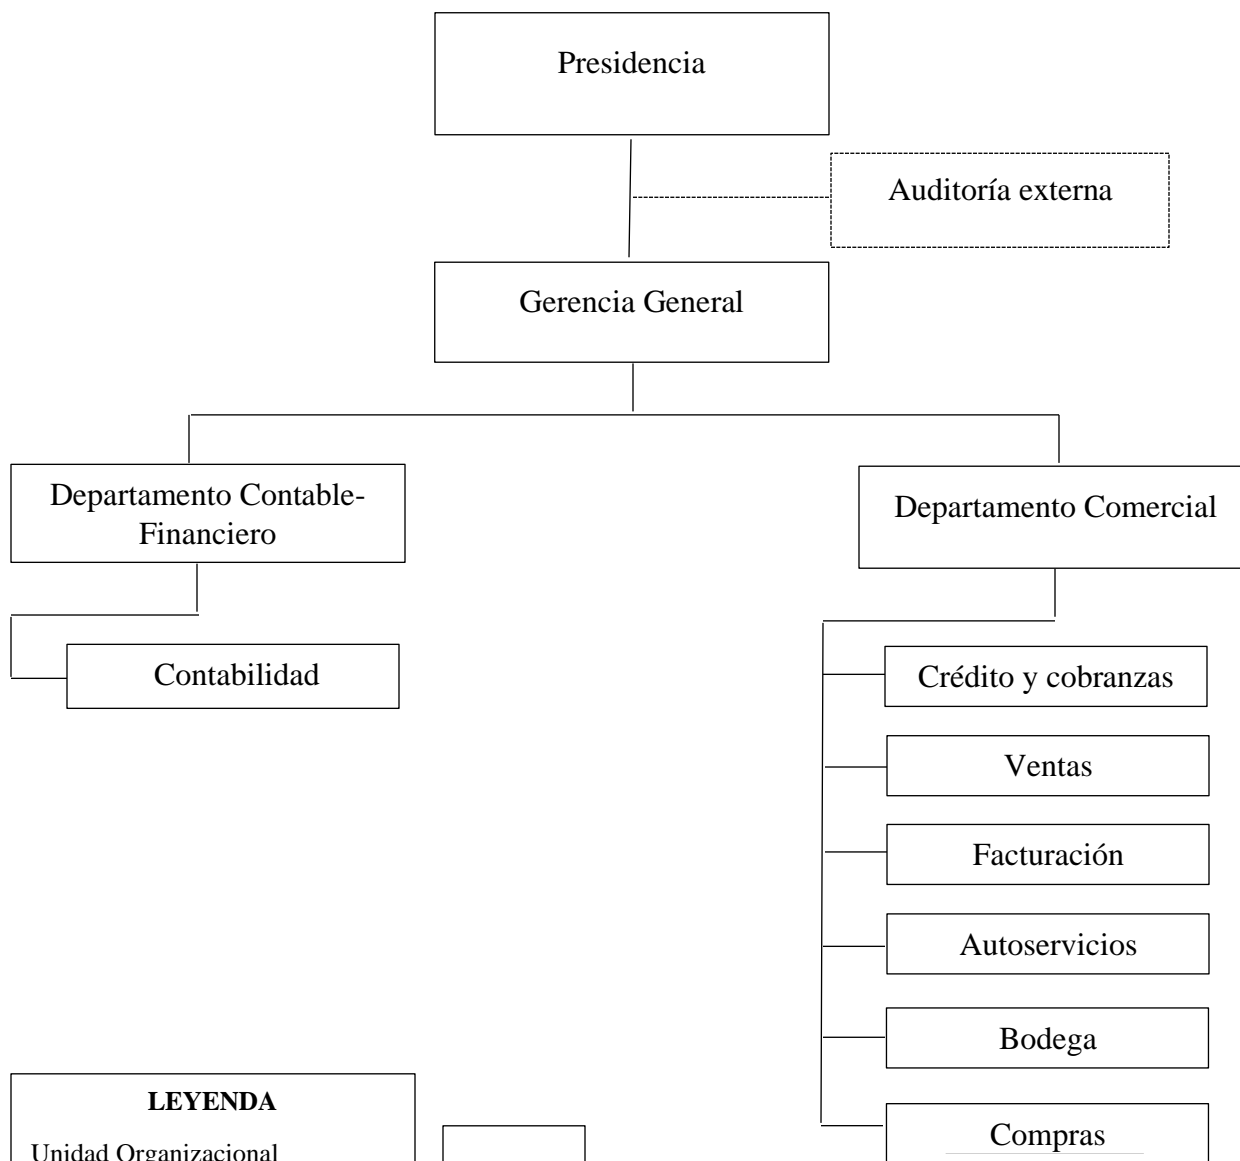 Presidencia
Auditoría externa
Gerencia General
Departamento Contable-
Financiero
Departamento Comercial
Contabilidad
Crédito y cobranzas
Ventas
Facturación
Autoservicios
Bodega
Compras
LEYENDA
Unidad Organizacional